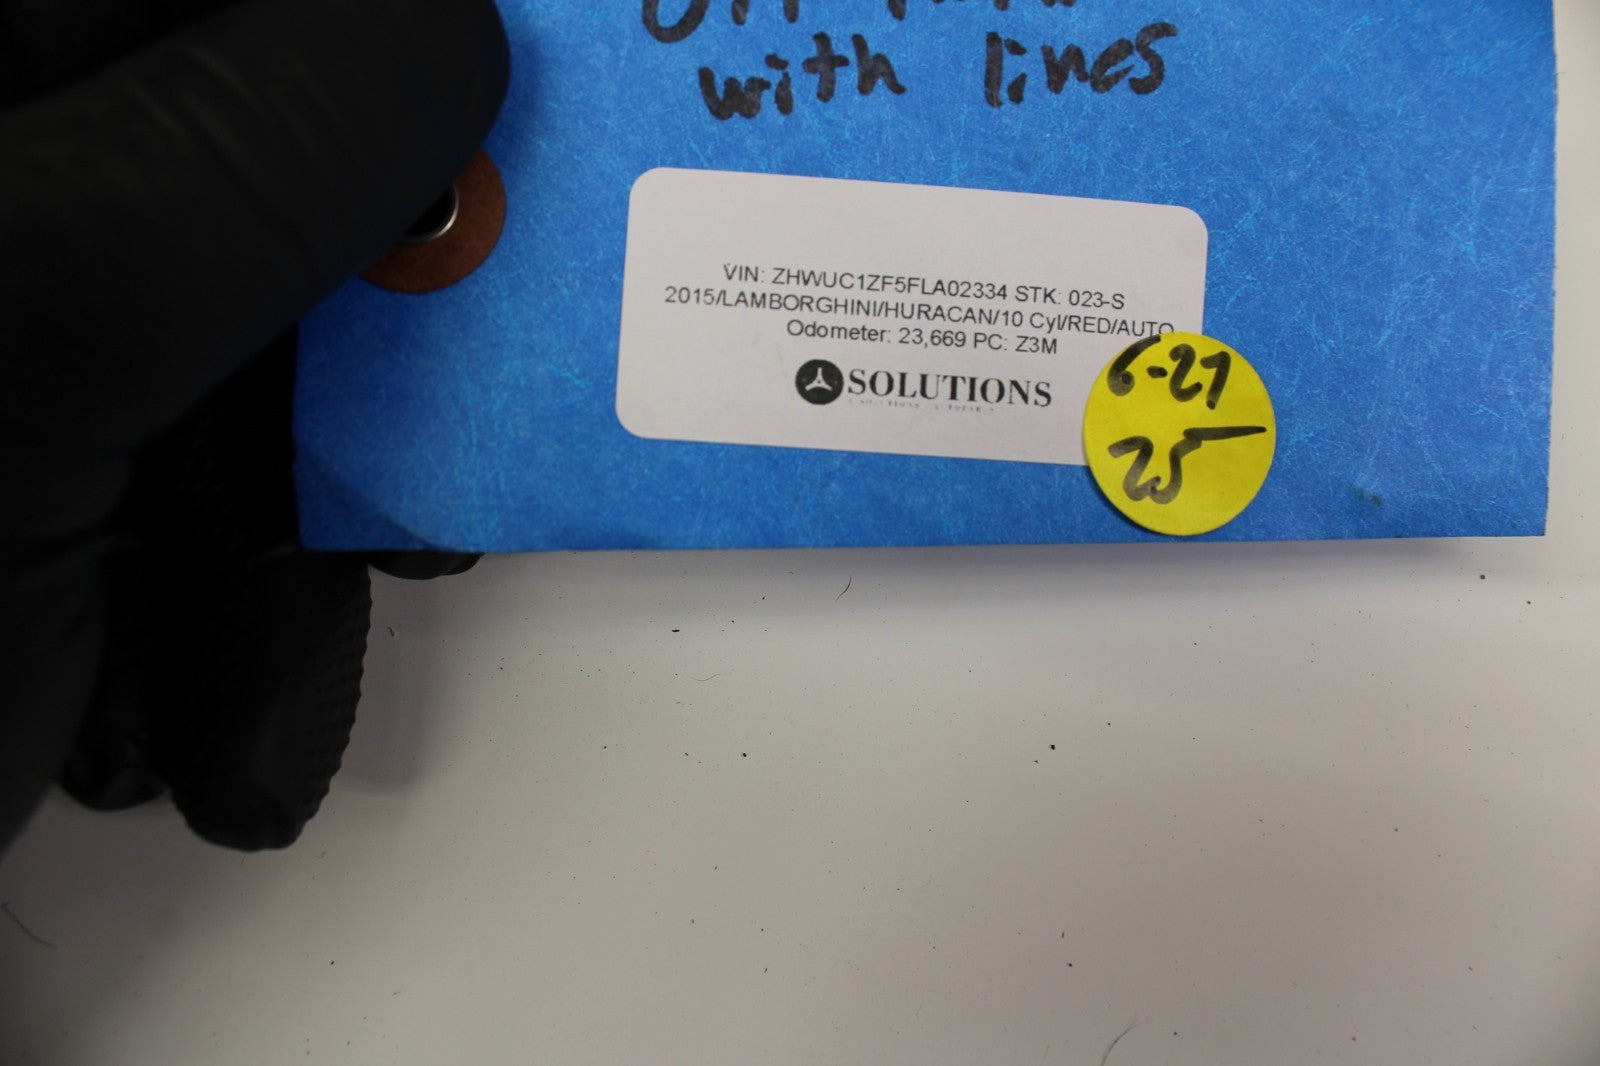 Oil
with lines
VIN: ZHWUC1ZF5FLA02334 STK: 023-S
2015/LAMBORGHINI/HURACAN/10 Cyl/RED/AUTO
Odometer: 23,669 PC: Z3M
SOLUTIONS
6-27
25